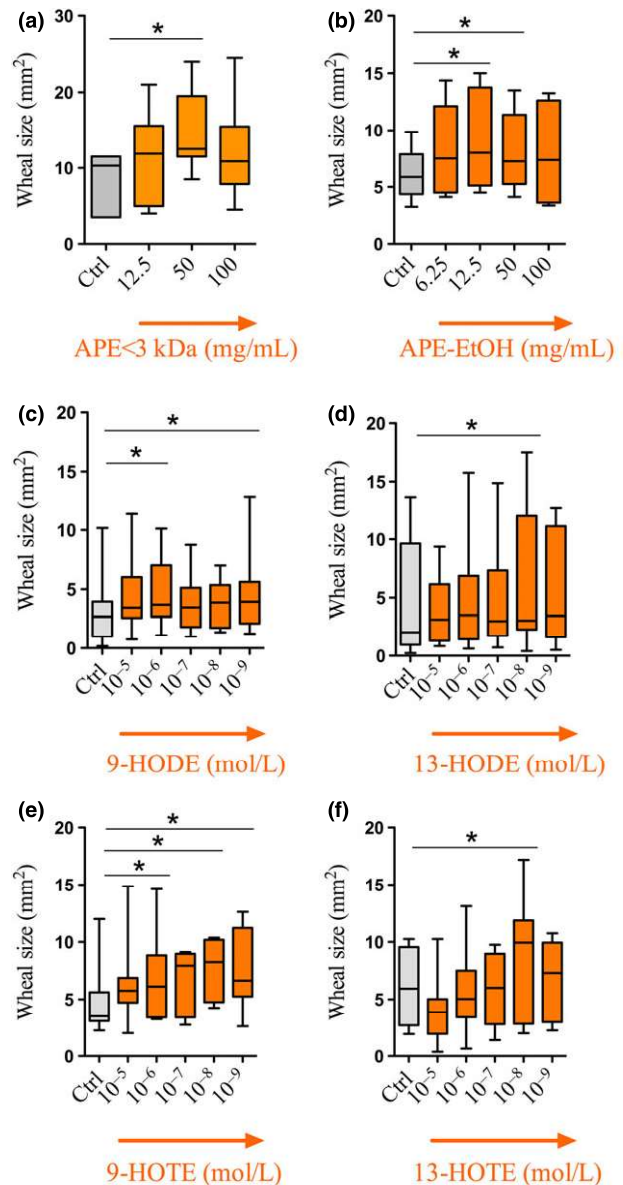 (a)
*
Wheal size (mm²)
30
20
10
0
Ctrl
12.5
50
100
APE<3 kDa (mg/mL)
(b)
*
*
Wheal size (mm²)
20
15
10
5
0
Ctrl
6.25
12.5
50
100
APE-EtOH (mg/mL)
(c)
*
*
Wheal size (mm²)
20
15
10
5
0
Ctrl
10⁻⁵
10⁻⁶
10⁻⁷
10⁻⁸
10⁻⁹
9-HODE (mol/L)
(d)
*
Wheal size (mm²)
20
15
10
5
0
Ctrl
10⁻⁵
10⁻⁶
10⁻⁷
10⁻⁸
10⁻⁹
13-HODE (mol/L)
(e)
*
*
*
Wheal size (mm²)
20
15
10
5
0
Ctrl
10⁻⁵
10⁻⁶
10⁻⁷
10⁻⁸
10⁻⁹
9-HOTE (mol/L)
(f)
*
Wheal size (mm²)
20
15
10
5
0
Ctrl
10⁻⁵
10⁻⁶
10⁻⁷
10⁻⁸
10⁻⁹
13-HOTE (mol/L)